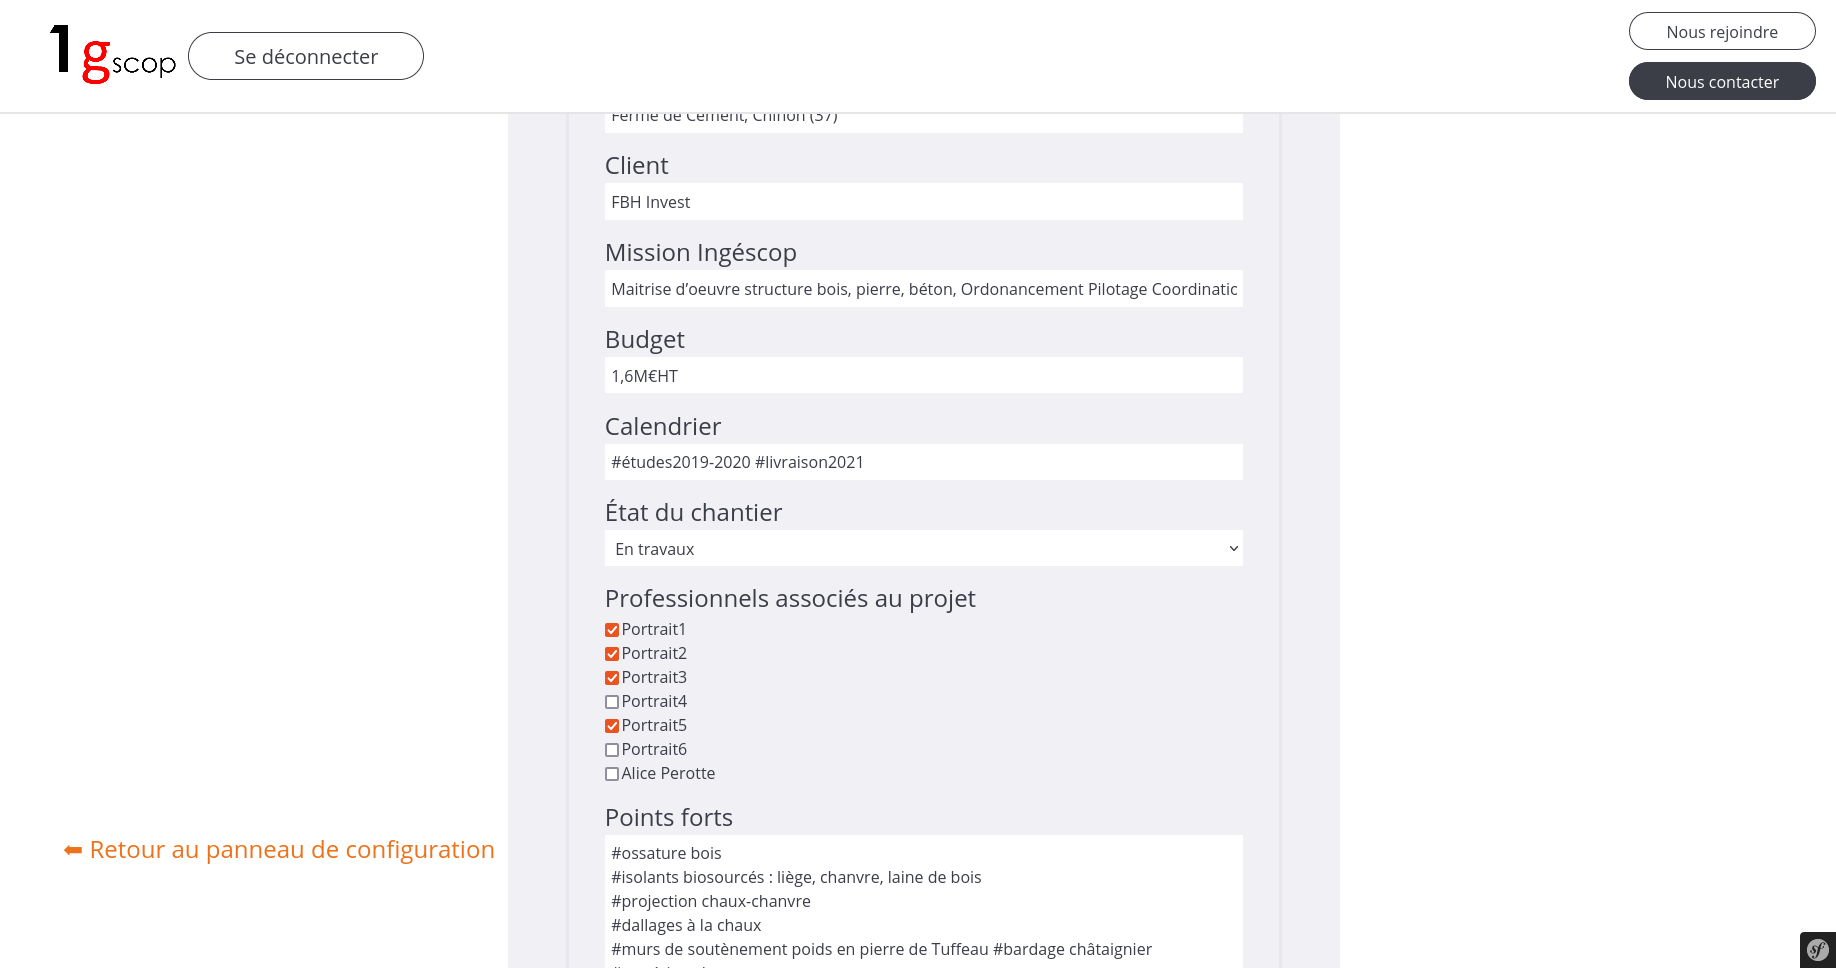 1gscop
Se déconnecter
Nous rejoindre
Nous contacter
Ferme de Cément, Chinon (37)
Client
FBH Invest
Mission Ingéscop
Maitrise d’oeuvre structure bois, pierre, béton, Ordonancement Pilotage Coordinatic
Budget
1,6M€HT
Calendrier
#études2019-2020 #livraison2021
État du chantier
En travaux
Professionnels associés au projet
Portrait1
Portrait2
Portrait3
Portrait4
Portrait5
Portrait6
Alice Perotte
Points forts
#ossature bois
#isolants biosourcés : liège, chanvre, laine de bois
#projection chaux-chanvre
#dallages à la chaux
#murs de soutènement poids en pierre de Tuffeau #bardage châtaignier
⬅ Retour au panneau de configuration
sf